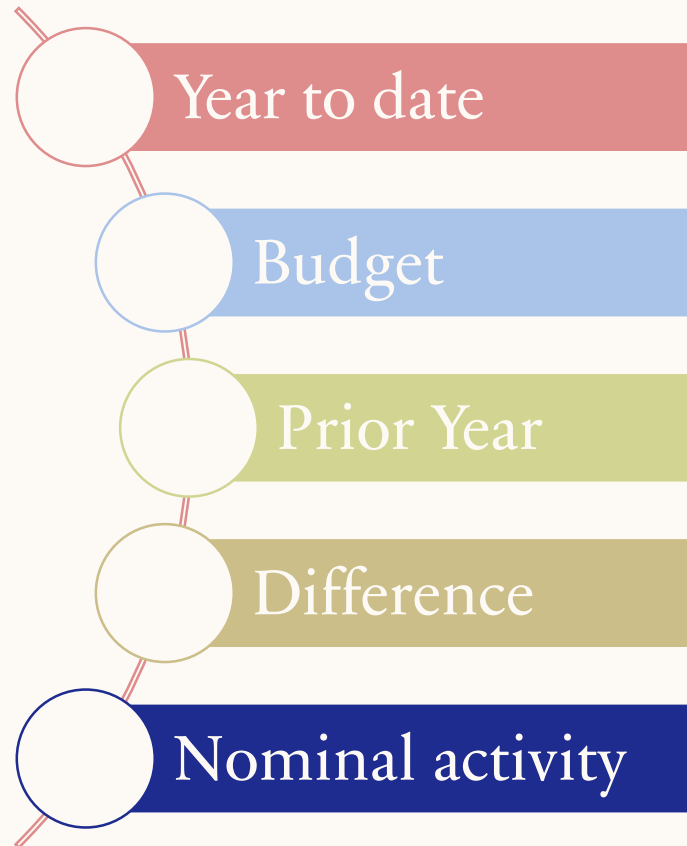 Year to date
Budget
Prior Year
Difference
Nominal activity